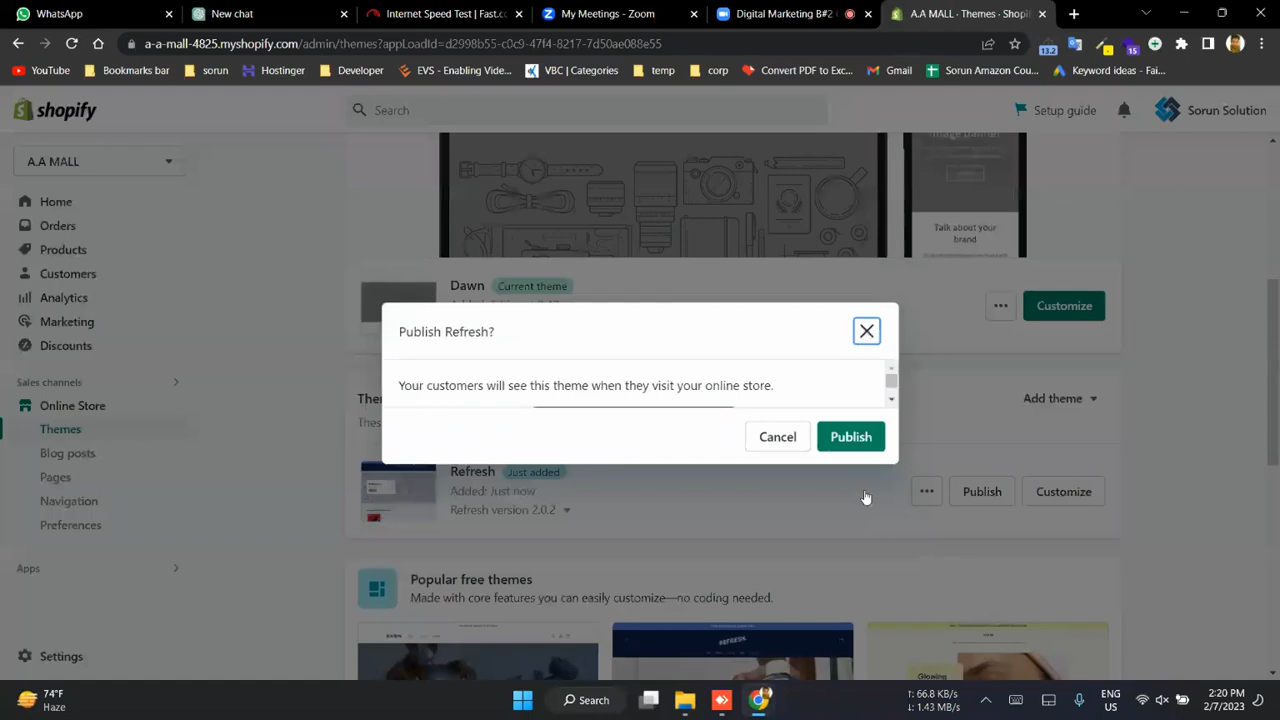 WhatsApp
New chat
Internet Speed Test | Fast.c
My Meetings - Zoom
Digital Marketing B#2
A.A MALL · Themes · Shopif
a-a-mall-4825.myshopify.com/admin/themes?appLoadId=d2998b55-c0c9-47f4-8217-7d50ae088e55
13.2
15
YouTube
Bookmarks bar
sorun
Hostinger
Developer
EVS - Enabling Vide...
VBC | Categories
temp
corp
Convert PDF to Exc...
Gmail
Sorun Amazon Cou...
Keyword ideas - Fai...
shopify
Search
Setup guide
Sorun Solution
A.A MALL
Home
Orders
Products
Customers
Analytics
Marketing
Discounts
Sales channels
Online Store
Themes
Blog posts
Pages
Navigation
Preferences
Apps
Settings
Image banner
Talk about your
brand
Dawn
Current theme
Customize
Publish Refresh?
Your customers will see this theme when they visit your online store.
Cancel
Publish
Add theme
Refresh
Just added
Added: Just now
Refresh version 2.0.2
Publish
Customize
Popular free themes
Made with core features you can easily customize—no coding needed.
REFRESH
Glowing
74°F
Haze
Search
↑: 66.8 KB/s
↓: 1.43 MB/s
ENG
US
2:20 PM
2/7/2023